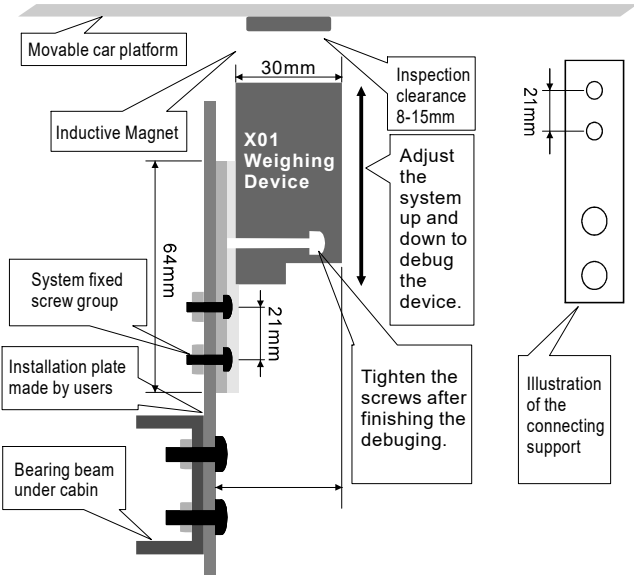 Movable car platform
30mm
Inspection
clearance
8-15mm
Inductive Magnet
X01
Weighing
Device
21mm
Adjust
the
system
up and
down to
debug
the
device.
64mm
System fixed
screw group
21mm
Installation plate
made by users
Tighten the
screws after
finishing the
debuging.
Illustration
of the
connecting
support
Bearing beam
under cabin